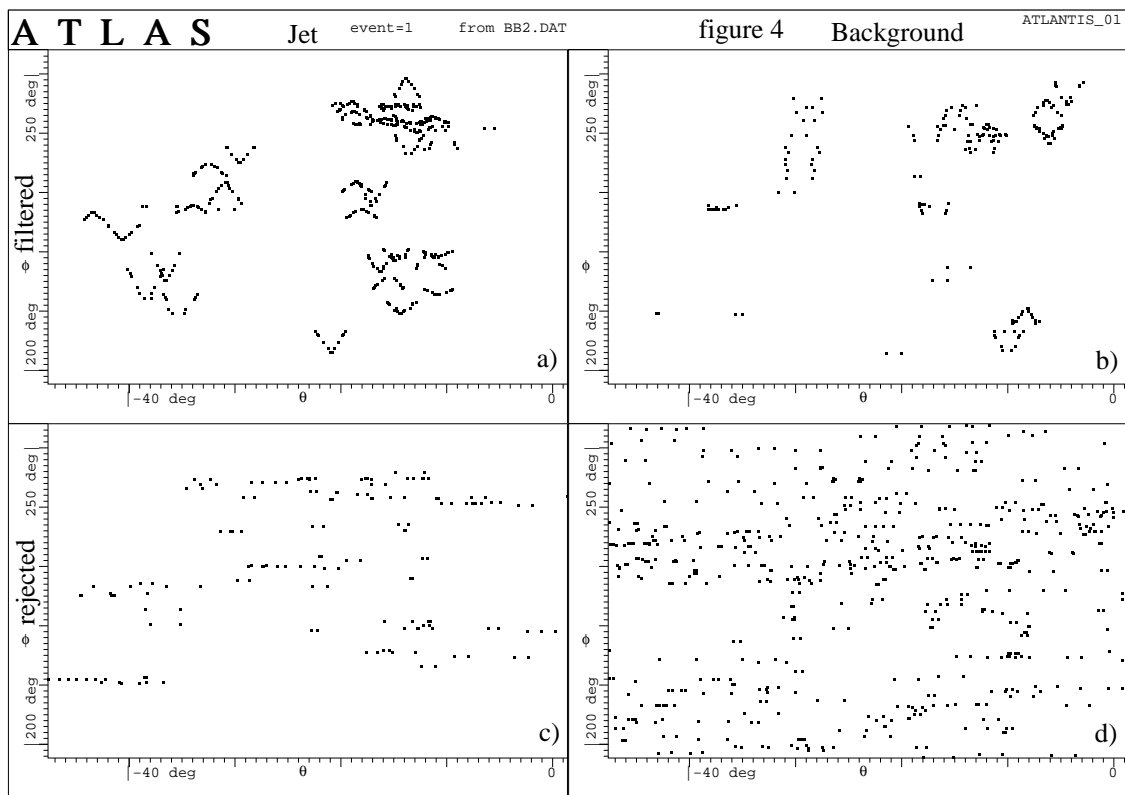 A T L A S Jet event=1 from BB2.DAT figure 4 Background ATLANTIS_01
250 deg|
ϕ filtered
|200 deg
a)
|-40 deg θ 0
250 deg|
ϕ
|200 deg
b)
|-40 deg θ 0
250 deg|
ϕ rejected
|200 deg
c)
|-40 deg θ 0
250 deg|
ϕ
|200 deg
d)
|-40 deg θ 0